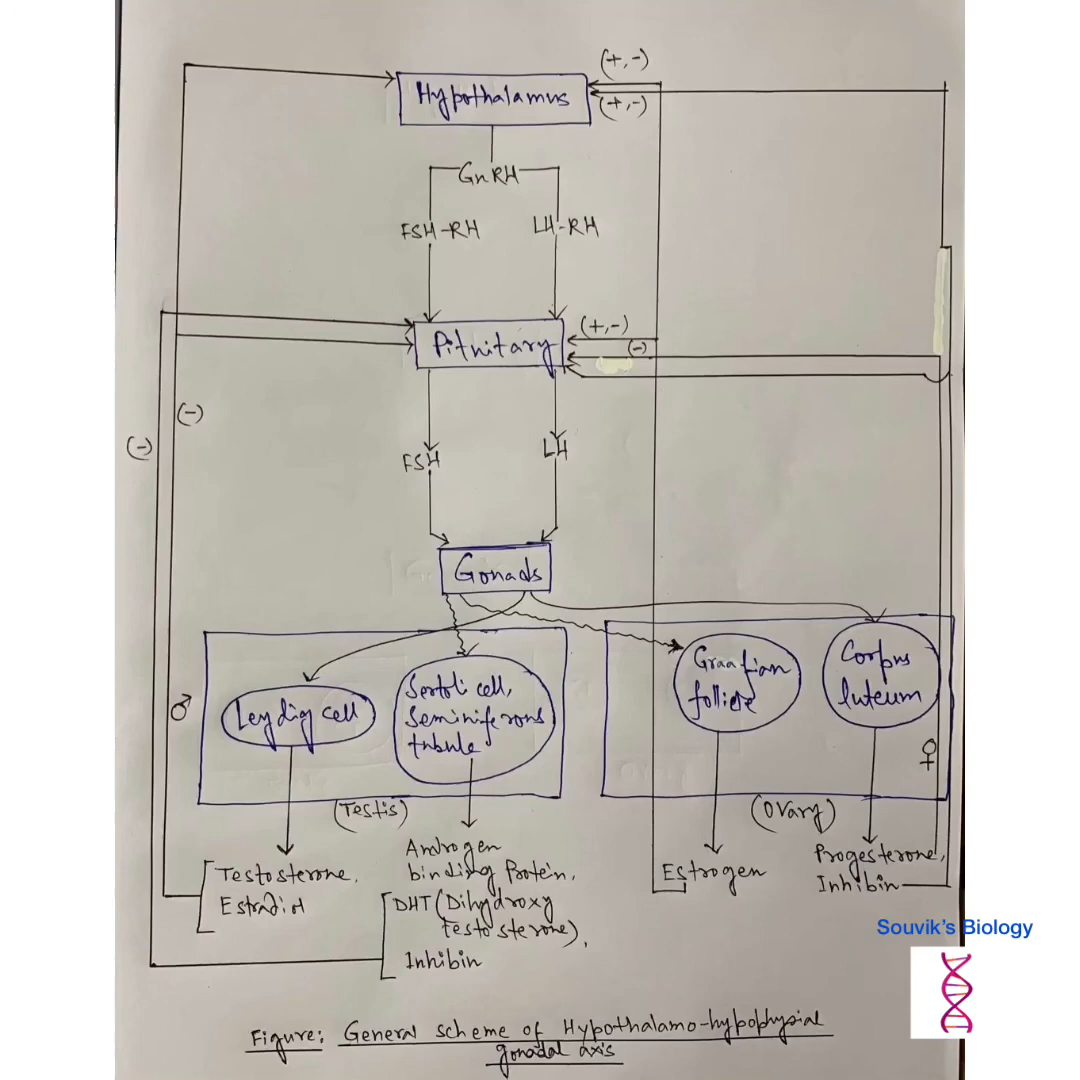 (+,-)
Hypothalamus
(+,-)
GnRH
FSH-RH LH-RH
(+,-)
Pituitary
(-)
(-)
(-)
FSH
LH
Gonads
Graafian
follicle
Corpus
luteum
Sertoli cell,
Seminiferous
tubule
Leydig cell
♂
♀
(Testis)
(Ovary)
Testosterone,
Estradiol
Androgen
binding Protein,
DHT (Dihydroxy
testosterone),
Inhibin
Estrogen
Progesterone,
Inhibin
Souvik's Biology
Figure: General scheme of Hypothalamo-hypophysial
gonadal axis